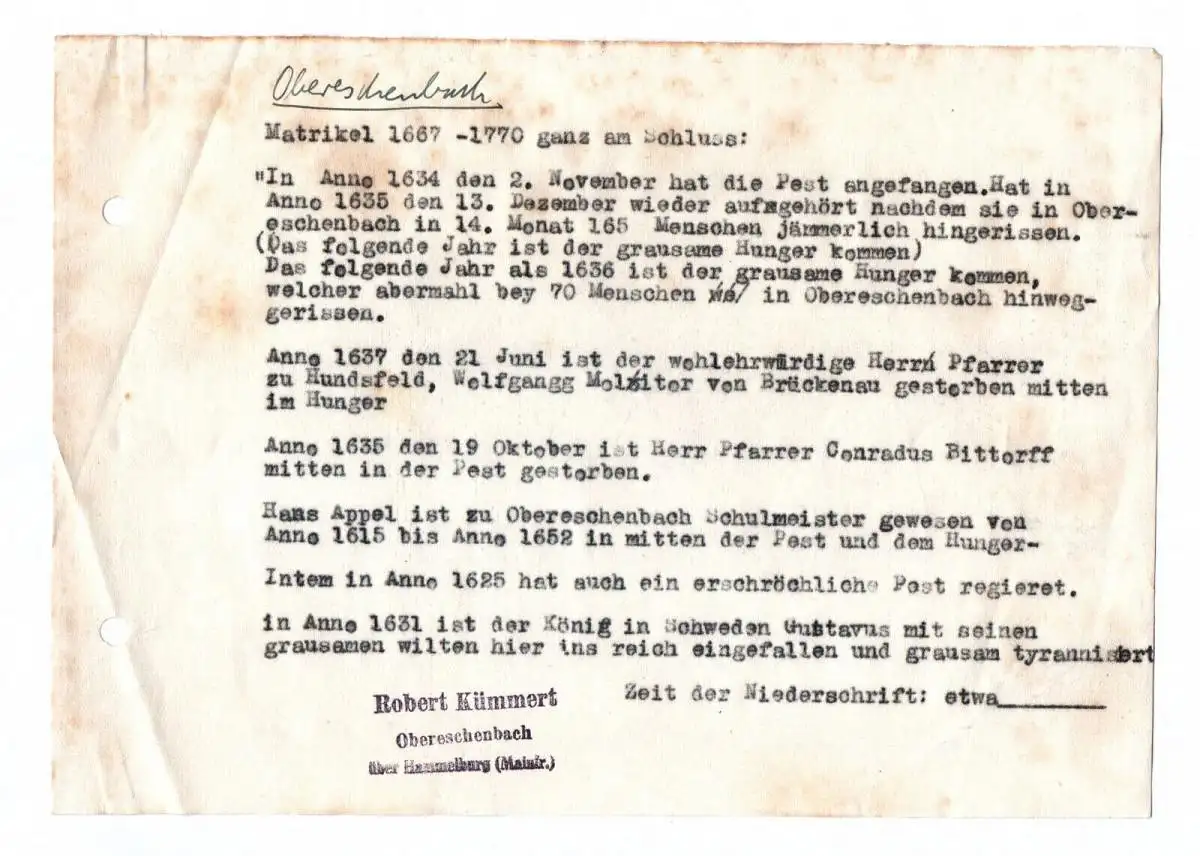 Obereschenbach.
Matrikel 1667 -1770 ganz am Schluss:
"In Anno 1634 den 2. November hat die Pest angefangen.Hat in
Anno 1635 den 13. Dezember wieder aufgehört nachdem sie in Ober-
eschenbach in 14. Monat 165 Menschen jämmerlich hingerissen.
(Das folgende Jahr ist der grausame Hunger kommen)
Das folgende Jahr als 1636 ist der grausame Hunger kommen,
welcher abermahl bey 70 Menschen in Obereschenbach hinweg-
gerissen.
Anno 1637 den 21 Juni ist der wohlehrwürdige Herr Pfarrer
zu Hundsfeld, Wolfgangg Molitor von Brückenau gestorben mitten
im Hunger
Anno 1635 den 19 Oktober ist Herr Pfarrer Conradus Bittorff
mitten in der Pest gestorben.
Hans Appel ist zu Obereschenbach Schulmeister gewesen von
Anno 1615 bis Anno 1652 in mitten der Pest und dem Hunger-
Intem in Anno 1625 hat auch ein erschröchliche Pest regieret.
in Anno 1631 ist der König in Schweden Gustavus mit seinen
grausamen wilten hier ins reich eingefallen und grausam tyrannisert
Zeit der Niederschrift: etwa
Robert Kümmert
Obereschenbach
über Hammelburg (Mainfr.)